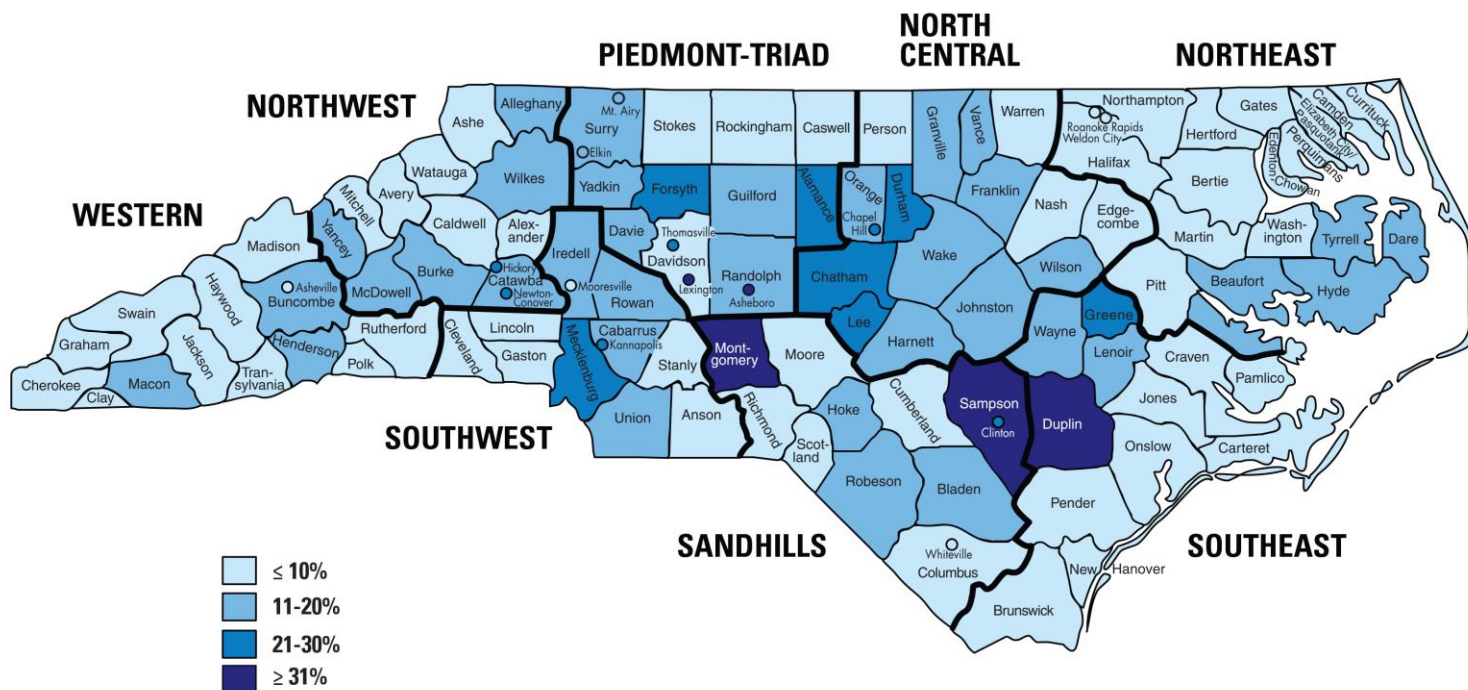 NORTH
CENTRAL
PIEDMONT-TRIAD
NORTHEAST
NORTHWEST
WESTERN
SOUTHWEST
SANDHILLS
SOUTHEAST
Alleghany
Ashe
Mt. Airy
Surry
Elkin
Stokes
Rockingham
Caswell
Person
Granville
Vance
Warren
Northampton
Roanoke Rapids
Weldon City
Halifax
Gates
Hertford
Camden
Currituck
Elizabeth City/
Pasquotank
Perquimans
Edenton-
Chowan
Bertie
Watauga
Wilkes
Yadkin
Forsyth
Guilford
Alamance
Orange
Chapel
Hill
Durham
Franklin
Nash
Edge-
combe
Martin
Wash-
ington
Tyrrell
Dare
Mitchell
Avery
Caldwell
Alex-
ander
Iredell
Davie
Thomasville
Davidson
Lexington
Randolph
Asheboro
Chatham
Wake
Wilson
Pitt
Beaufort
Hyde
Madison
Yancey
McDowell
Burke
Hickory
Catawba
Newton-
Conover
Mooresville
Rowan
Lee
Harnett
Johnston
Wayne
Greene
Lenoir
Craven
Pamlico
Swain
Haywood
Asheville
Buncombe
Rutherford
Cleveland
Lincoln
Gaston
Mecklenburg
Cabarrus
Kannapolis
Stanly
Mont-
gomery
Moore
Graham
Jackson
Henderson
Polk
Tran-
sylvania
Cherokee
Clay
Macon
Union
Anson
Richmond
Scot-
land
Hoke
Cumberland
Sampson
Clinton
Duplin
Jones
Onslow
Carteret
Robeson
Bladen
Pender
Whiteville
Columbus
New Hanover
Brunswick
≤ 10%
11-20%
21-30%
≥ 31%